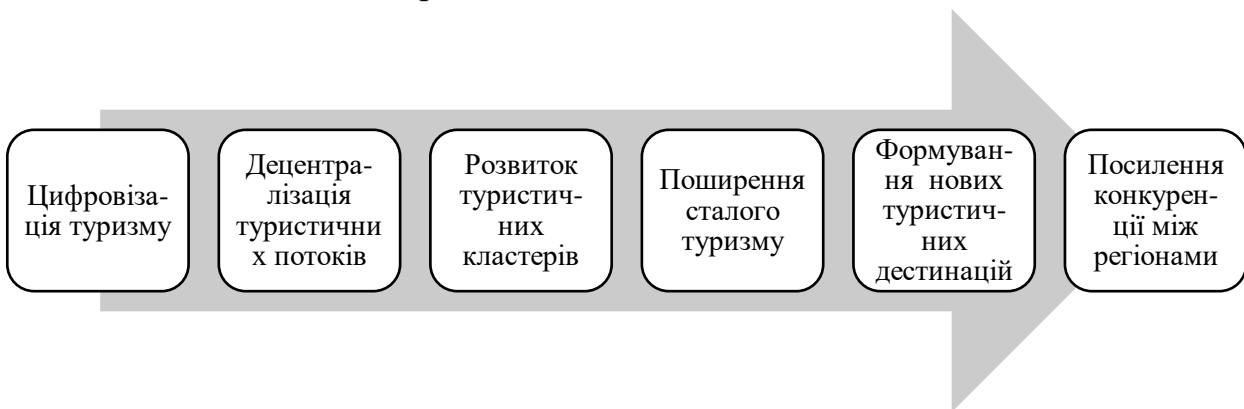 Цифровіза-
ція туризму
Децентра-
лізація
туристични
х потоків
Розвиток
туристич-
них
кластерів
Поширення
сталого
туризму
Формуван-
ня нових
туристич-
них
дестинацій
Посилення
конкурен-
ції між
регіонами